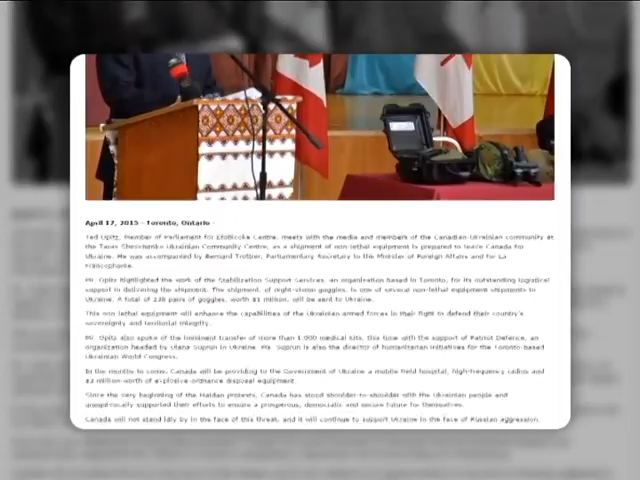 April 17, 2015 - Toronto, Ontario -
Ted Opitz, Member of Parliament for Etobicoke Centre, meets with the media and members of the Canadian-Ukrainian community at
the Taras Shevchenko Ukrainian Community Centre, as a shipment of non-lethal equipment is prepared to leave Canada for
Ukraine. He was accompanied by Bernard Trottier, Parliamentary Secretary to the Minister of Foreign Affairs and for La
Francophonie.
Mr. Opitz highlighted the work of the Stabilization Support Services, an organization based in Toronto, for its outstanding logistical
support in delivering the shipment. The shipment, of night-vision goggles, is one of several non-lethal equipment shipments to
Ukraine. A total of 238 pairs of goggles, worth $1 million, will be sent to Ukraine.
This non lethal equipment will enhance the capabilities of the Ukrainian armed forces in their fight to defend their country's
sovereignty and territorial integrity.
Mr. Opitz also spoke of the imminent transfer of more than 1,000 medical kits, this time with the support of Patriot Defence, an
organization headed by Ulana Suprun in Ukraine. Ms. Suprun is also the director of humanitarian initiatives for the Toronto based
Ukrainian World Congress.
In the months to come, Canada will be providing to the Government of Ukraine a mobile field hospital, high-frequency radios and
$2 million-worth of explosive ordnance disposal equipment.
Since the very beginning of the Maidan protests, Canada has stood shoulder-to-shoulder with the Ukrainian people and
unequivocally supported their efforts to ensure a prosperous, democratic and secure future for themselves.
Canada will not stand idly by in the face of this threat, and it will continue to support Ukraine in the face of Russian aggression.